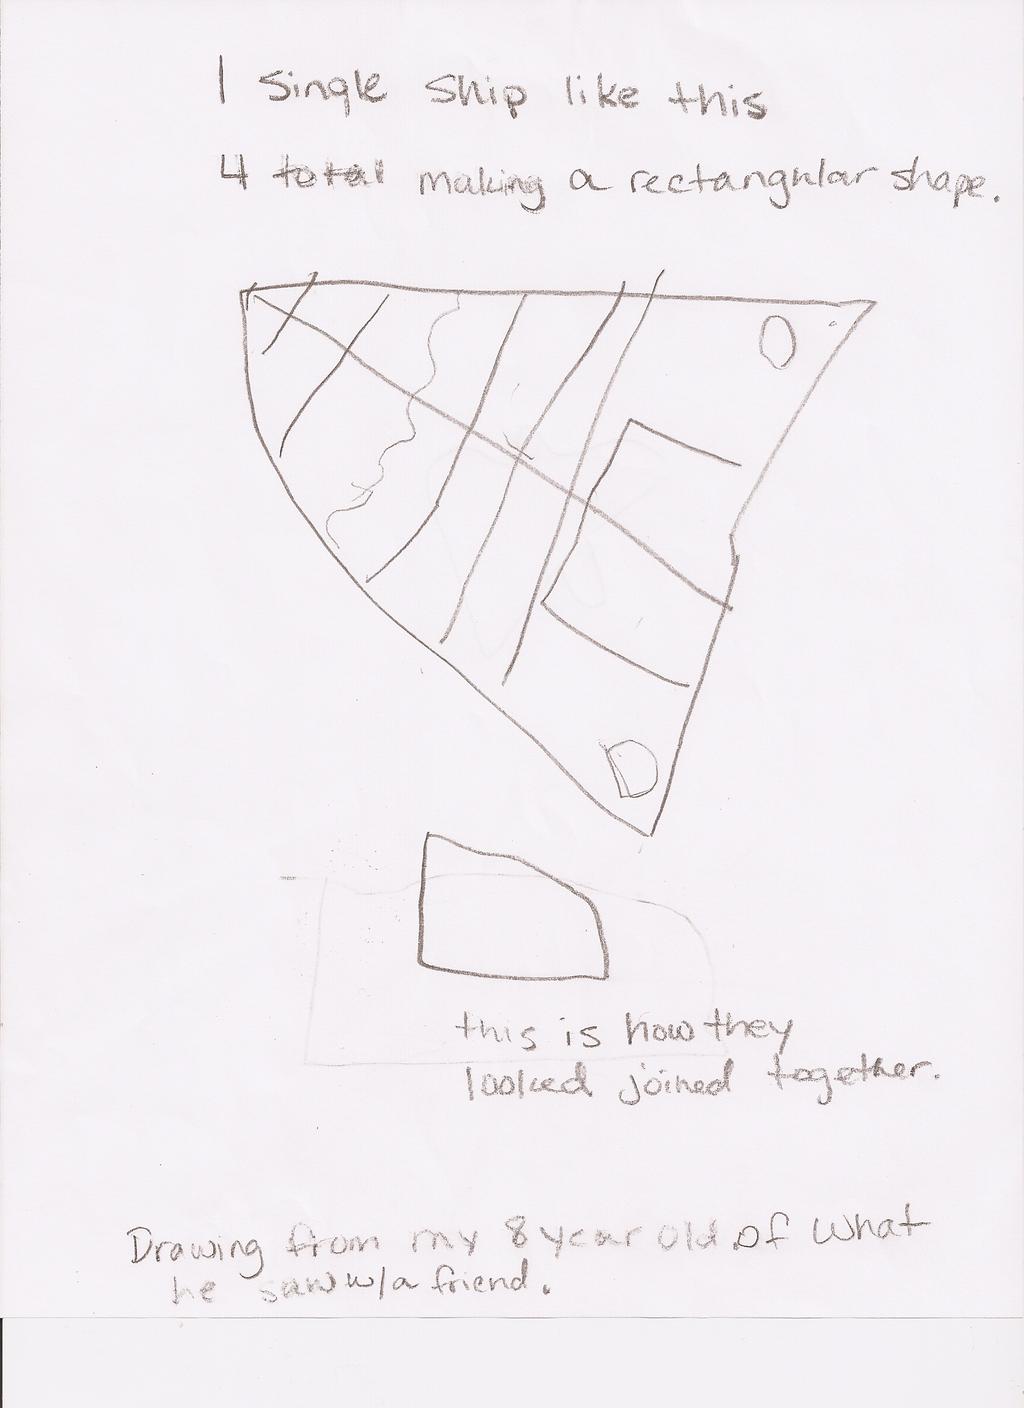 1 Single Ship like this
4 total making a rectangular shape.
this is how they
looked joined together.
Drawing from my 8 year old of what
he saw w/a friend.